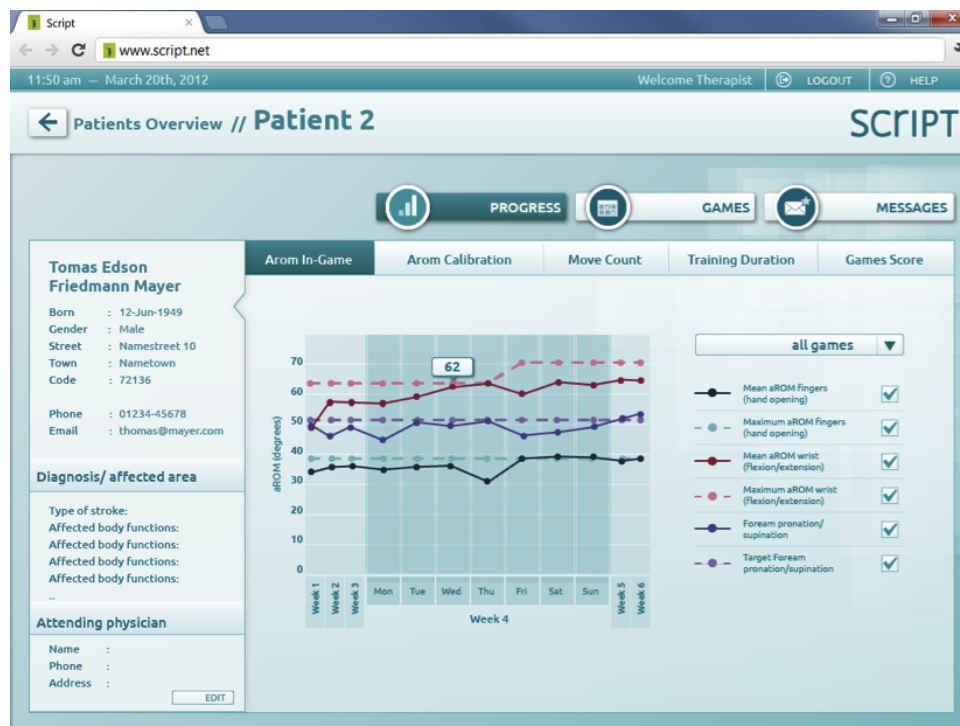 Script
www.script.net
11:50 am — March 20th, 2012
Welcome Therapist
LOGOUT
? HELP
Patients Overview // Patient 2
SCRIPT
PROGRESS
GAMES
MESSAGES
Tomas Edson
Friedmann Mayer
Born : 12-Jun-1949
Gender : Male
Street : Namestreet 10
Town : Nametown
Code : 72136
Phone : 01234-45678
Email : thomas@mayer.com
Diagnosis/ affected area
Type of stroke:
Affected body functions:
Affected body functions:
Affected body functions:
Affected body functions:
..
Attending physician
Name :
Phone :
Address :
EDIT
Arom In-Game
Arom Calibration
Move Count
Training Duration
Games Score
aROM (degrees)
70
60
50
40
30
20
10
0
62
Week 1
Week 2
Week 3
Mon
Tue
Wed
Thu
Fri
Sat
Sun
Week 5
Week 6
Week 4
all games
Mean aROM fingers
(hand opening)
Maximum aROM fingers
(hand opening)
Mean aROM wrist
(flexion/extension)
Maximum aROM wrist
(flexion/extension)
Foream pronation/
supination
Target Foream
pronation/supination